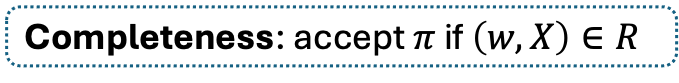 Completeness: accept π if (w, X) ∈ R